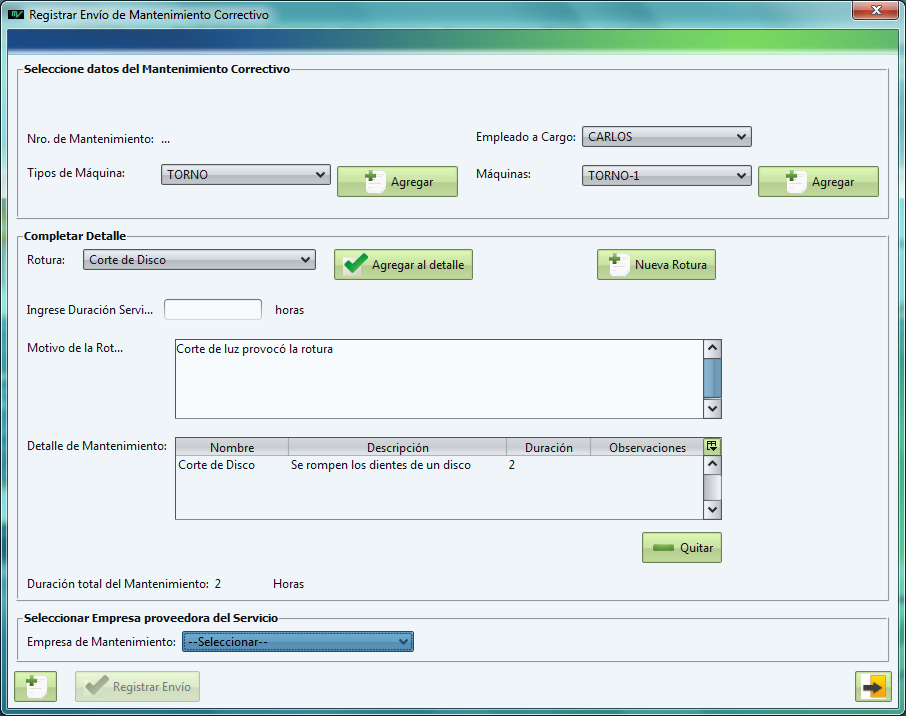 Registrar Envío de Mantenimiento Correctivo
Seleccione datos del Mantenimiento Correctivo
Nro. de Mantenimiento: ...
Empleado a Cargo: CARLOS
Tipos de Máquina: TORNO Agregar
Máquinas: TORNO-1 Agregar
Completar Detalle
Rotura: Corte de Disco Agregar al detalle Nueva Rotura
Ingrese Duración Servi... horas
Motivo de la Rot... Corte de luz provocó la rotura
Detalle de Mantenimiento: Nombre Descripción Duración Observaciones
Corte de Disco Se rompen los dientes de un disco 2
Quitar
Duración total del Mantenimiento: 2 Horas
Seleccionar Empresa proveedora del Servicio
Empresa de Mantenimiento: --Seleccionar--
Registrar Envío